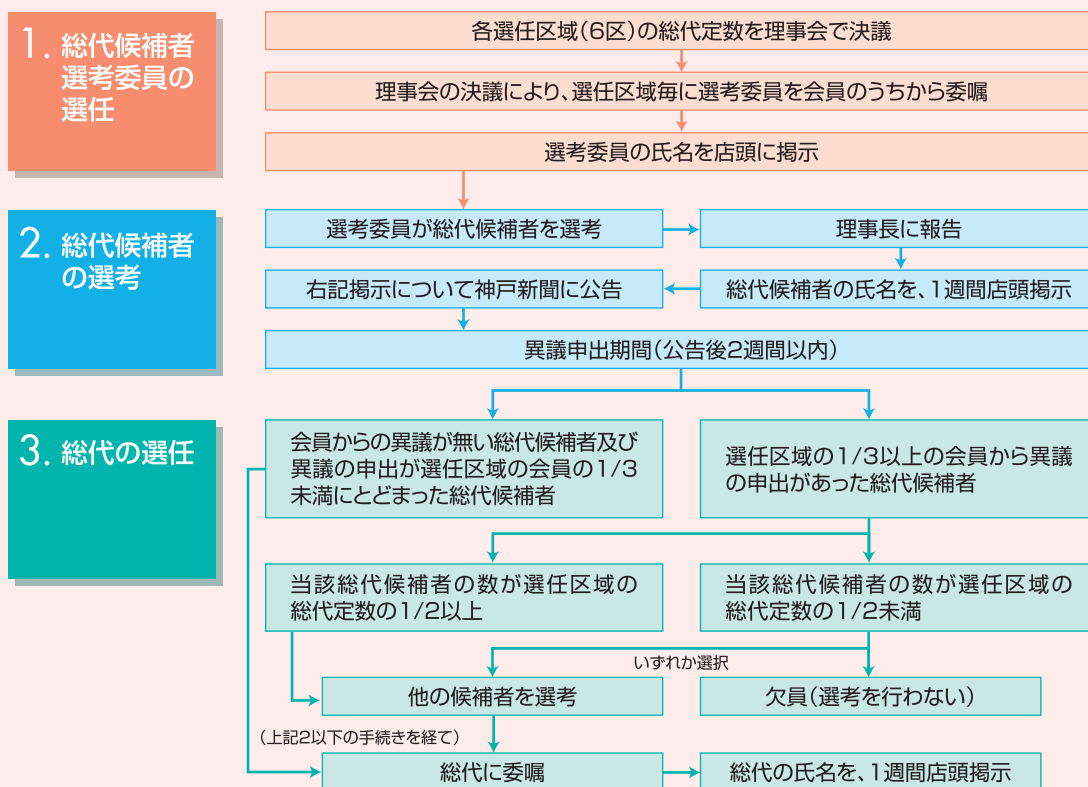 1. 総代候補者
選考委員の
選任
各選任区域(6区)の総代定数を理事会で決議
理事会の決議により、選任区域毎に選考委員を会員のうちから委嘱
選考委員の氏名を店頭に掲示
2. 総代候補者
の選考
選考委員が総代候補者を選考
理事長に報告
右記掲示について神戸新聞に公告
総代候補者の氏名を、1週間店頭掲示
異議申出期間(公告後2週間以内)
3. 総代の選任
会員からの異議が無い総代候補者及び
異議の申出が選任区域の会員の1/3
未満にとどまった総代候補者
選任区域の1/3以上の会員から異議
の申出があった総代候補者
当該総代候補者の数が選任区域の
総代定数の1/2以上
当該総代候補者の数が選任区域の
総代定数の1/2未満
いずれか選択
他の候補者を選考
欠員(選考を行わない)
(上記2以下の手続きを経て)
総代に委嘱
総代の氏名を、1週間店頭掲示